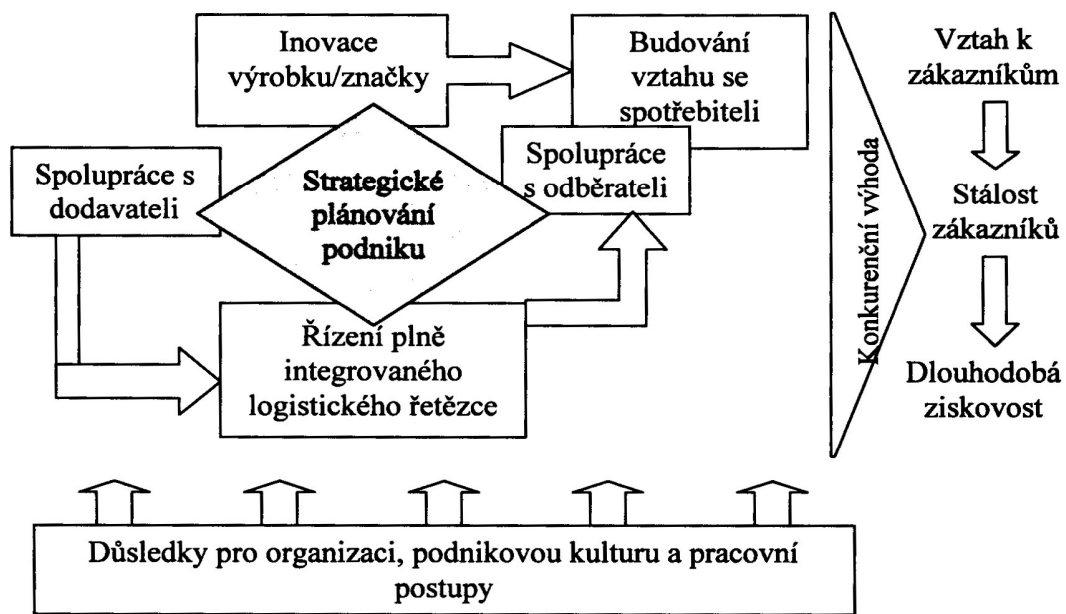 Inovace
výrobku/značky
Budování
vztahu se
spotřebiteli
Spolupráce s
dodavateli
Strategické
plánování
podniku
Spolupráce
s odběrateli
Řízení plně
integrovaného
logistického řetězce
Konkurenční výhoda
Vztah k
zákazníkům
Stálost
zákazníků
Dlouhodobá
ziskovost
Důsledky pro organizaci, podnikovou kulturu a pracovní
postupy